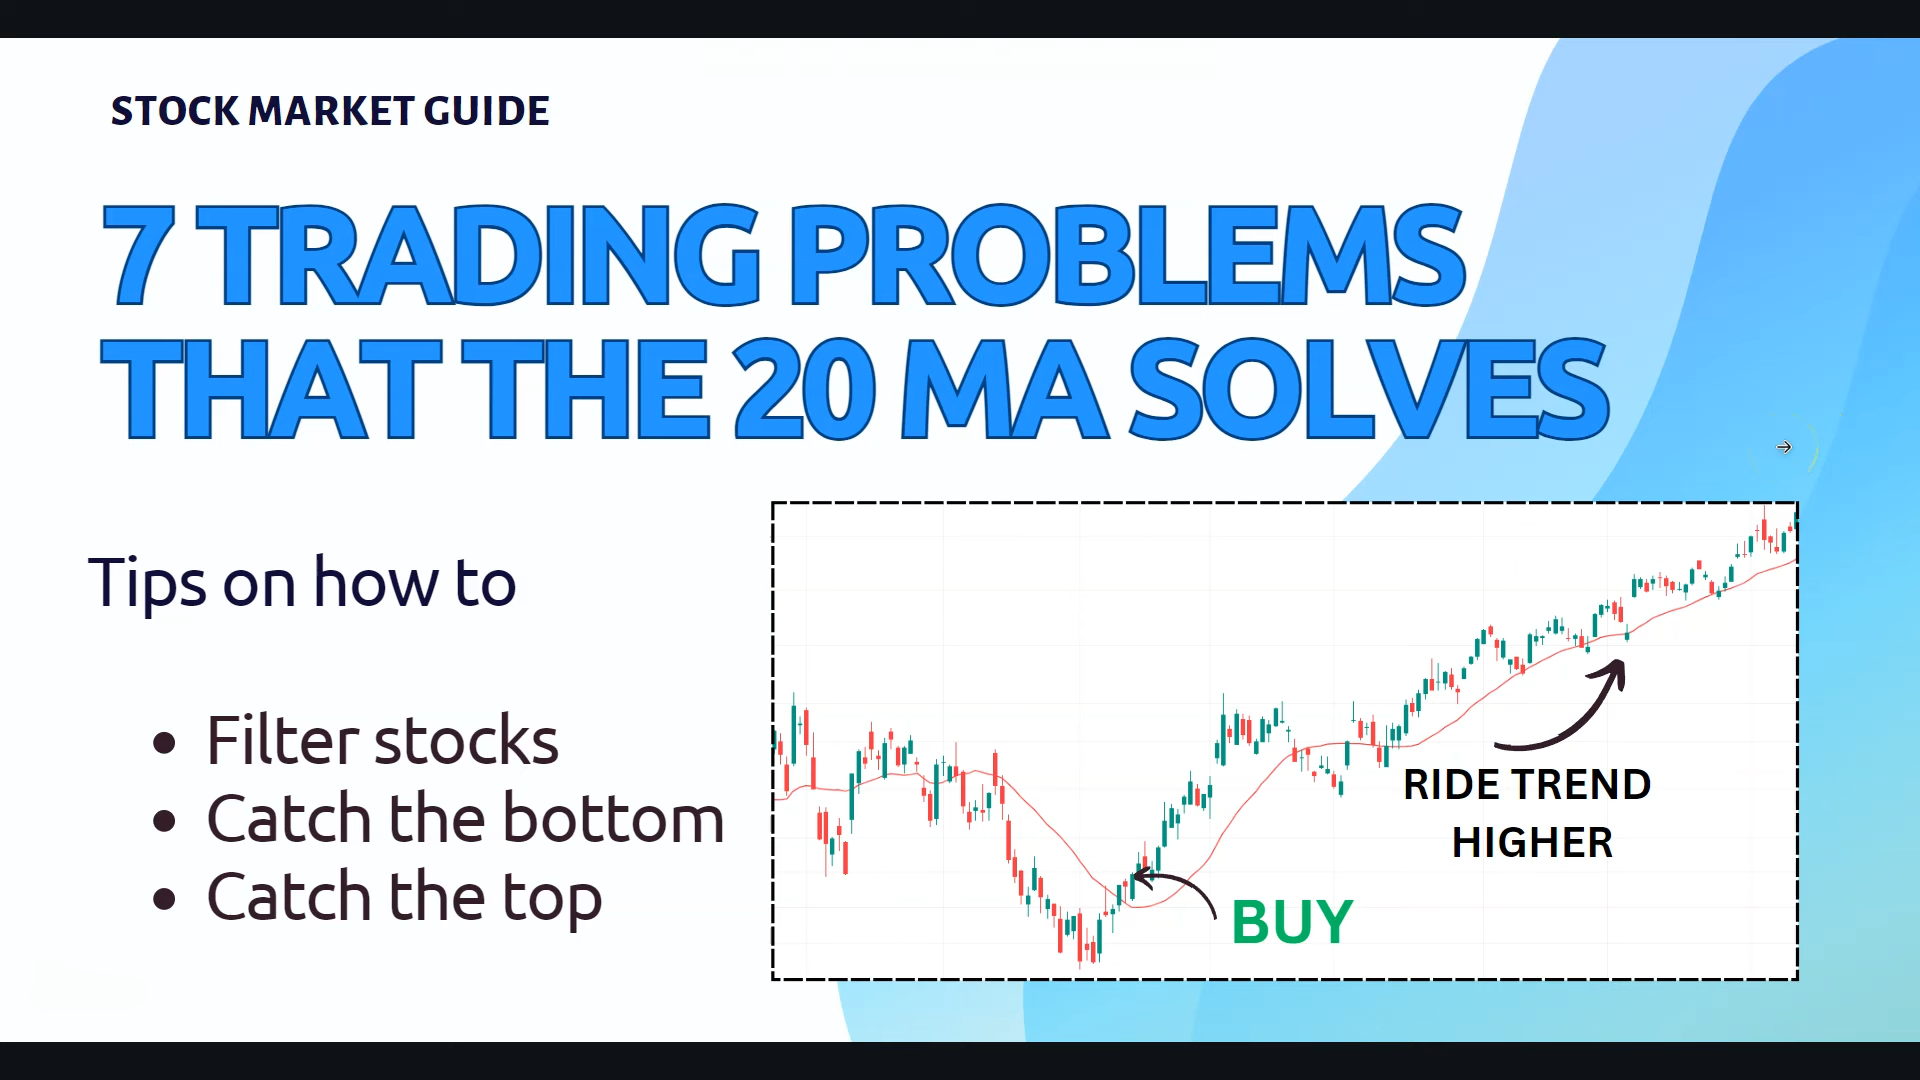 STOCK MARKET GUIDE
7 TRADING PROBLEMS
THAT THE 20 MA SOLVES
Tips on how to
• Filter stocks
• Catch the bottom
• Catch the top
RIDE TREND
HIGHER
BUY